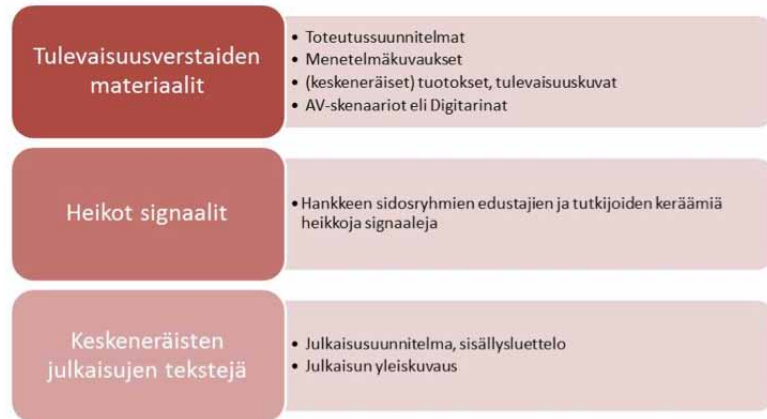 Tulevaisuusverstaiden
materiaalit
• Toteutussuunnitelmat
• Menetelmäkuvaukset
• (keskeneräiset) tuotokset, tulevaisuuskuvat
• AV-skenaariot eli Digitarinat
Heikot signaalit
• Hankkeen sidosryhmien edustajien ja tutkijoiden keräämiä
heikkoja signaaleja
Keskeneräisten
julkaisujen tekstejä
• Julkaisusuunnitelma, sisällysluettelo
• Julkaisun yleiskuvaus